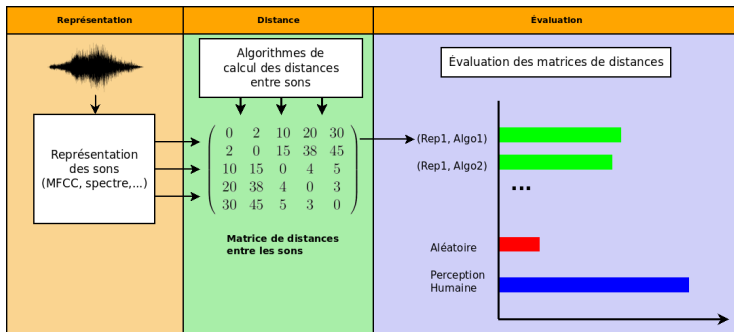 Représentation
Distance
Évaluation
Algorithmes de
calcul des distances
entre sons
Évaluation des matrices de distances
Représentation
des sons
(MFCC, spectre,...)
0 2 10 20 30
2 0 15 38 45
10 15 0 4 5
20 38 4 0 3
30 45 5 3 0
Matrice de distances
entre les sons
(Rep1, Algo1)
(Rep1, Algo2)
...
Aléatoire
Perception
Humaine